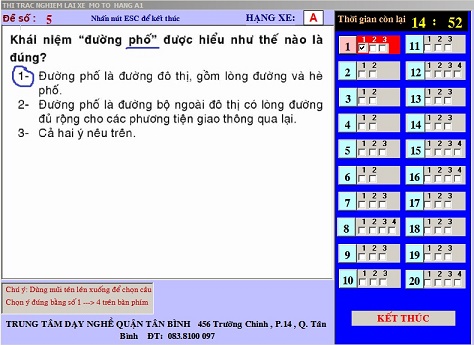 THI TRAC NGHIEM LAI XE MO TO HANG A1
Đề số: 5 Nhấn nút ESC để kết thúc HẠNG XE: A
Thời gian còn lại 14 : 52
Khái niệm “đường phố” được hiểu như thế nào là
đúng?
1- Đường phố là đường đô thị, gồm lòng đường và hè
phố.
2- Đường phố là đường bộ ngoài đô thị có lòng đường
đủ rộng cho các phương tiện giao thông qua lại.
3- Cả hai ý nêu trên.
1 1 2 3
2 1 2
3 1 2
4 1 2
5 1 2 3
6 1 2
7 1 2 3
8 1 2 3 4
9 1 2 3
10 1 2
11 1 2 3
12 1 2 3
13 1 2 3
14 1 2 3
15 1 2 3 4
16 1 2 3 4
17 1 2 3
18 1 2 3
19 1 2 3
20 1 2 3 4
Chú ý: Dùng mũi tên lên xuống để chọn câu
Chọn ý đúng bằng số 1 ---> 4 trên bàn phím
KẾT THÚC
TRUNG TÂM DẠY NGHỀ QUẬN TÂN BÌNH 456 Trường Chinh , P.14 , Q. Tân
Bình ĐT: 083.8100 097